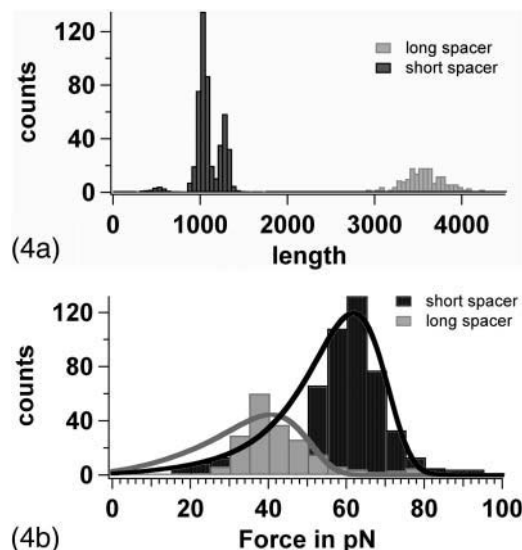 counts
120
80
40
0
long spacer
short spacer
0 1000 2000 3000 4000
(4a) length
counts
120
80
40
0
short spacer
long spacer
0 20 40 60 80 100
(4b) Force in pN